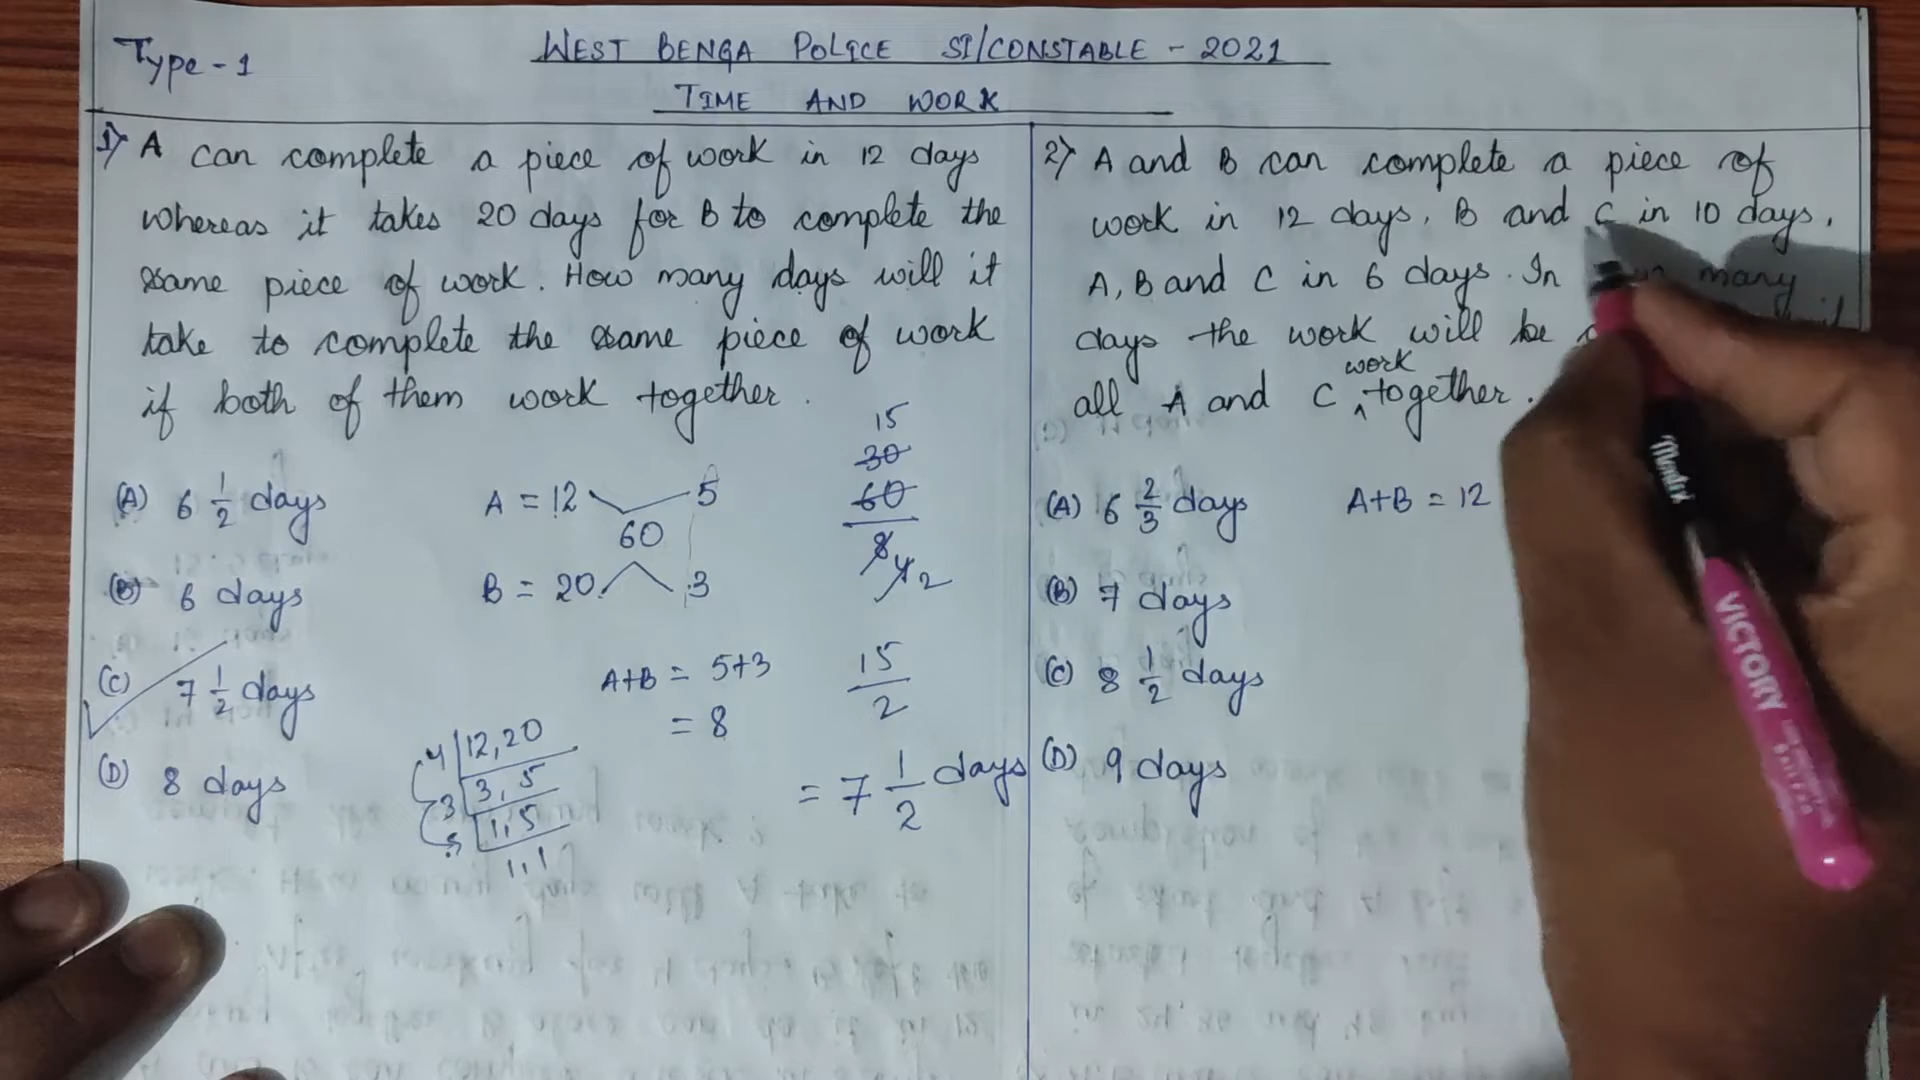 Type-1
WEST BENGA POLICE SI/CONSTABLE - 2021
TIME AND WORK
1) A can complete a piece of work in 12 days
whereas it takes 20 days for B to complete the
same piece of work. How many days will it
take to complete the same piece of work
if both of them work together.
(A) 6 1/2 days
(B) 6 days
(C) 7 1/2 days
(D) 8 days
A = 12 5
60
B = 20 3
A+B = 5+3
= 8
4 12, 20
3 3, 5
5 1, 5
1, 1
15
30
60
8 4 2
15
2
= 7 1/2 days
2) A and B can complete a piece of
work in 12 days, B and C in 10 days.
A, B and C in 6 days. In many
days the work will be
work
all A and C ^ together.
(A) 6 2/3 days
(B) 7 days
(C) 8 1/2 days
(D) 9 days
A+B = 12
Montex
VICTORY